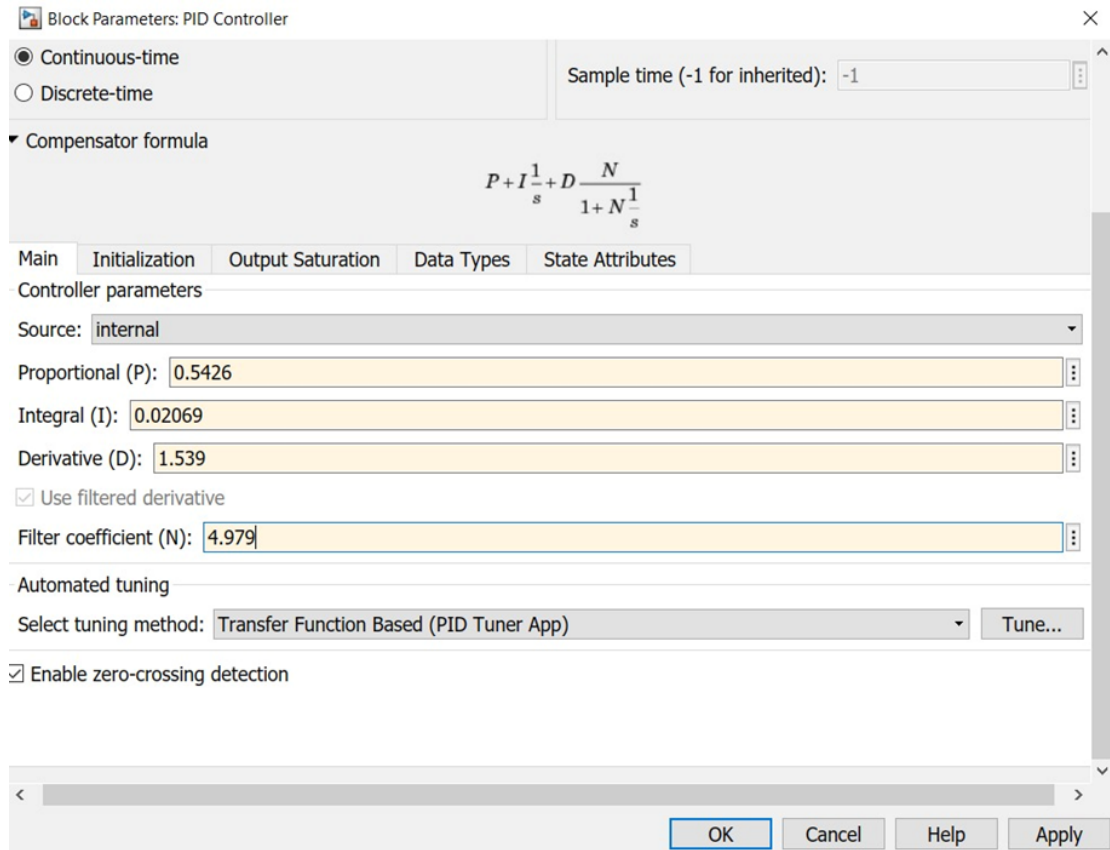 Block Parameters: PID Controller
Continuous-time
Discrete-time
Sample time (-1 for inherited): -1
Compensator formula
P + I 1/s + D N/(1 + N 1/s)
Main Initialization Output Saturation Data Types State Attributes
Controller parameters
Source: internal
Proportional (P): 0.5426
Integral (I): 0.02069
Derivative (D): 1.539
Use filtered derivative
Filter coefficient (N): 4.979
Automated tuning
Select tuning method: Transfer Function Based (PID Tuner App) Tune...
Enable zero-crossing detection
OK Cancel Help Apply